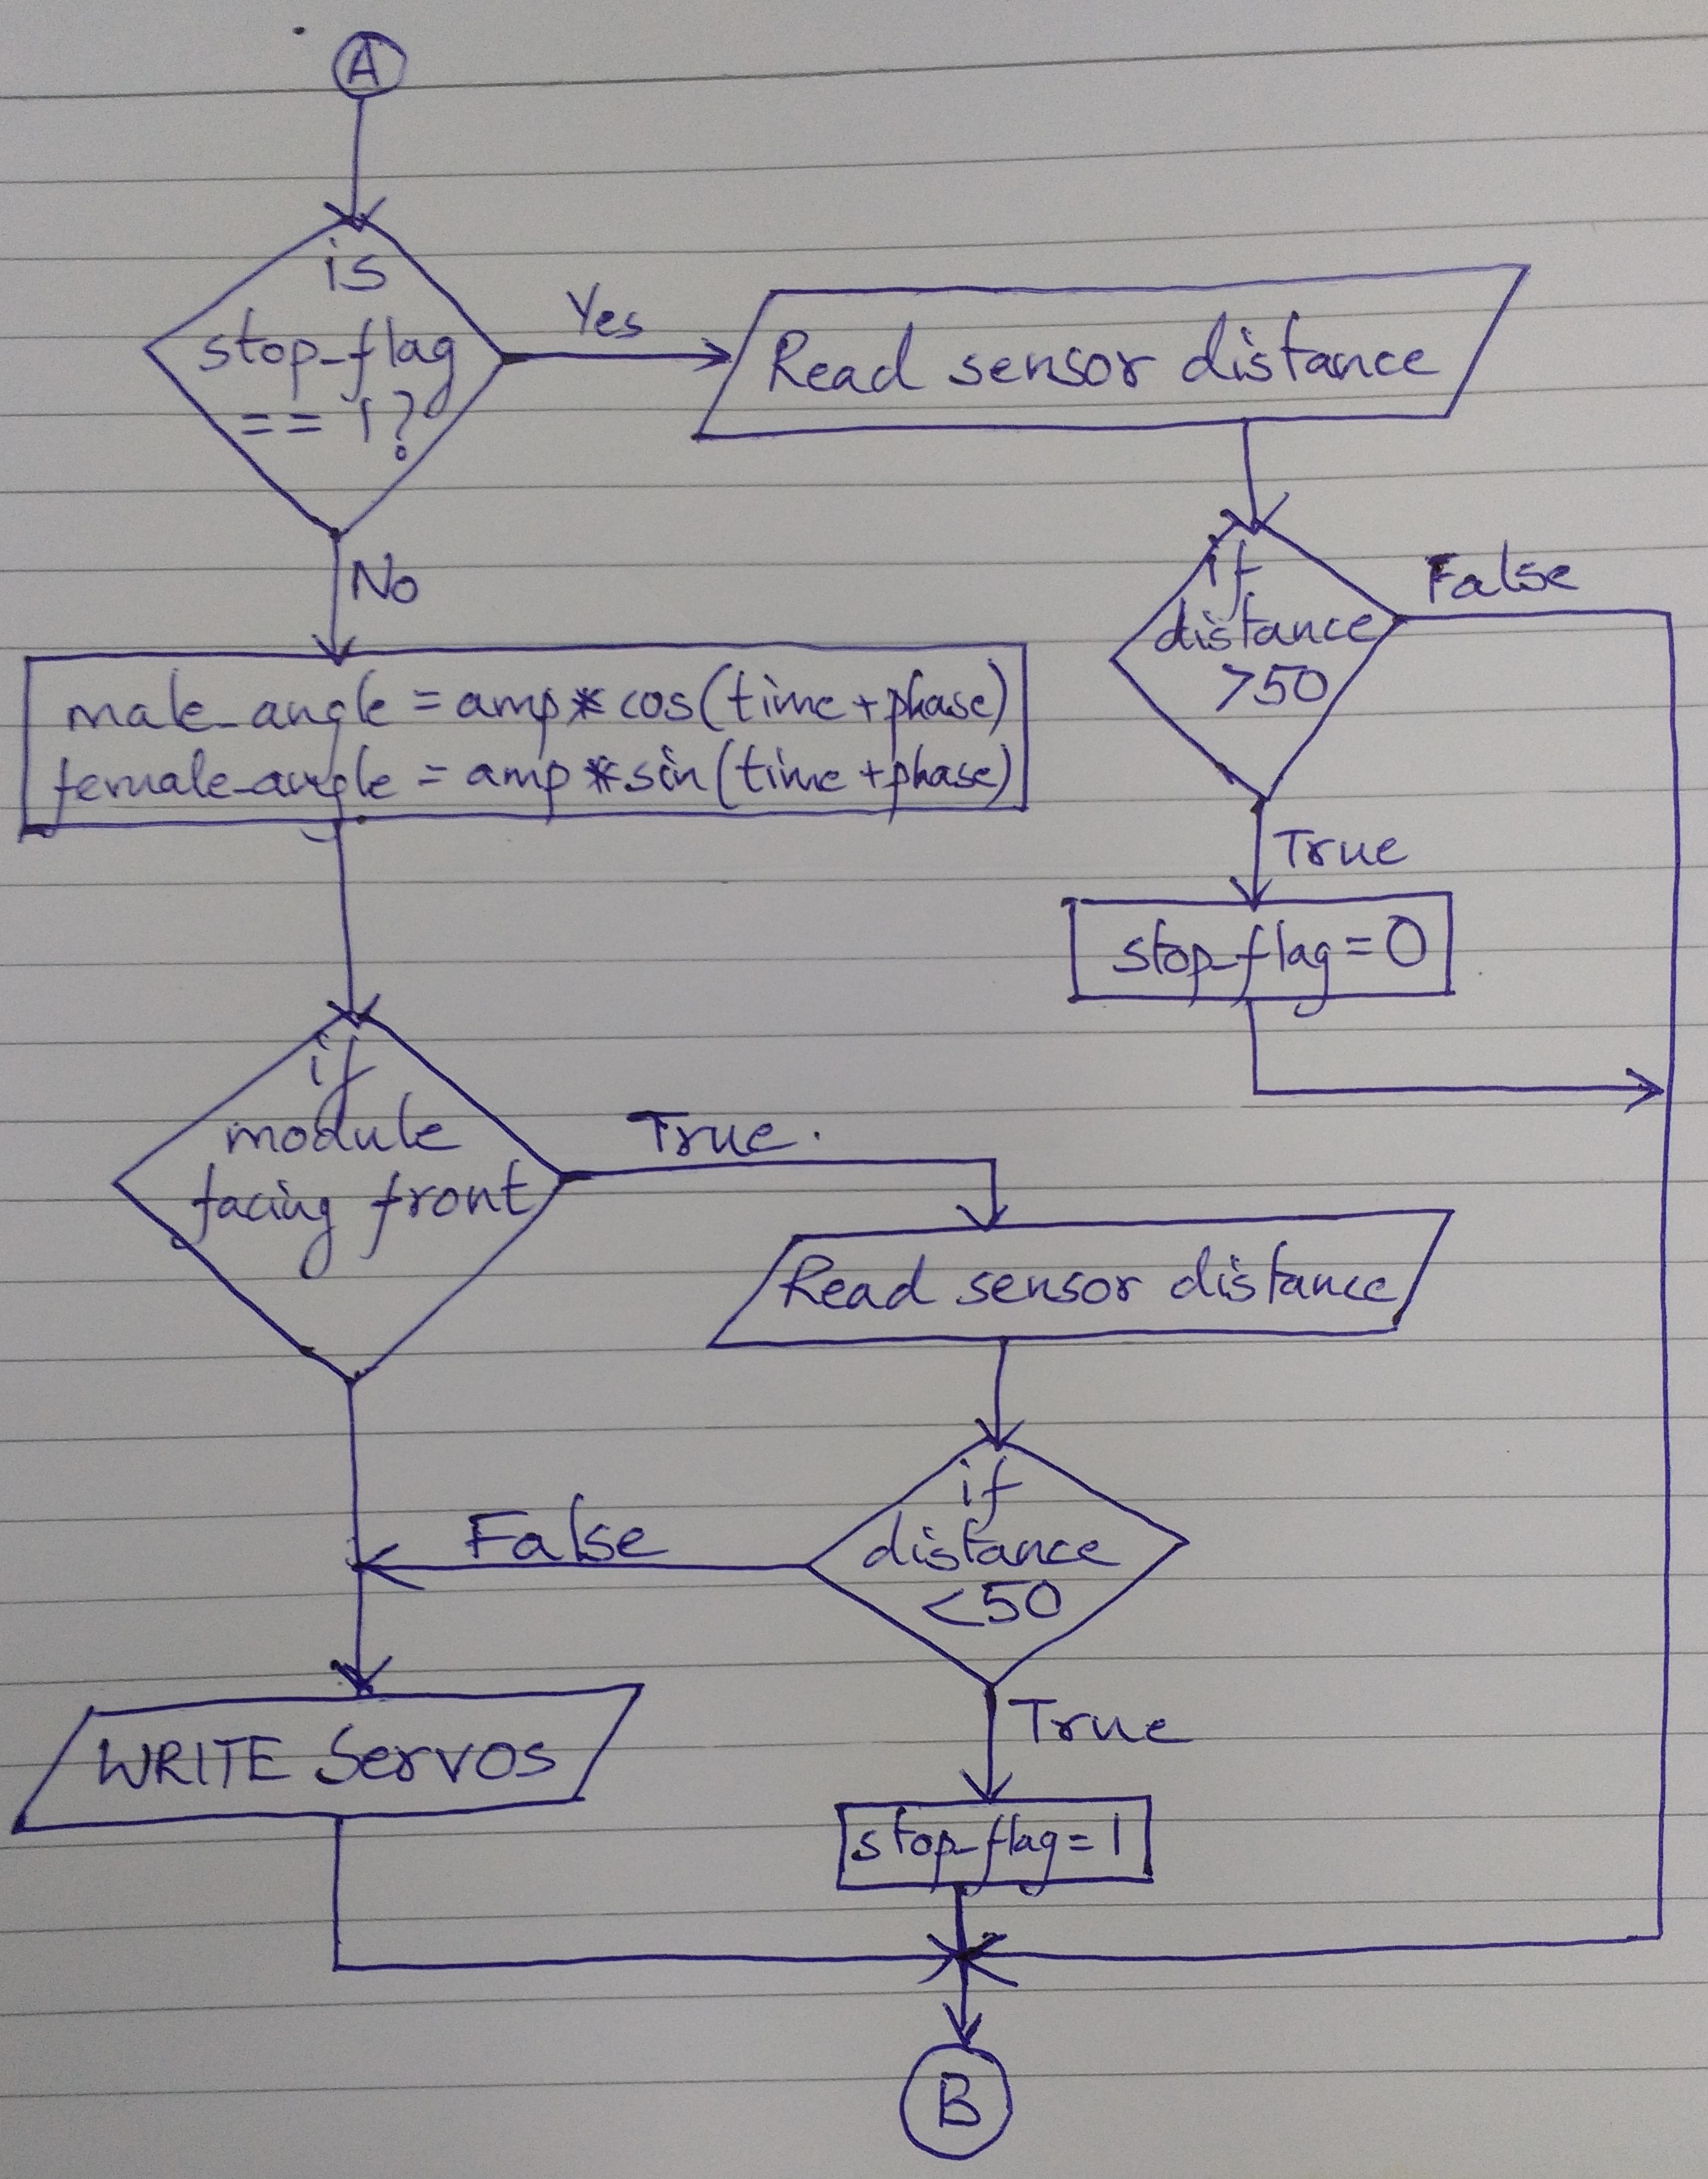 A
is
stop_flag
== 1?
Yes
Read sensor distance
No
if
distance
>50
False
male_angle = amp*cos(time+phase)
female_angle = amp*sin(time+phase)
True
stop_flag=0
if
module
facing front
True.
Read sensor distance
if
distance
<50
False
True
WRITE Servos
stop_flag=1
B